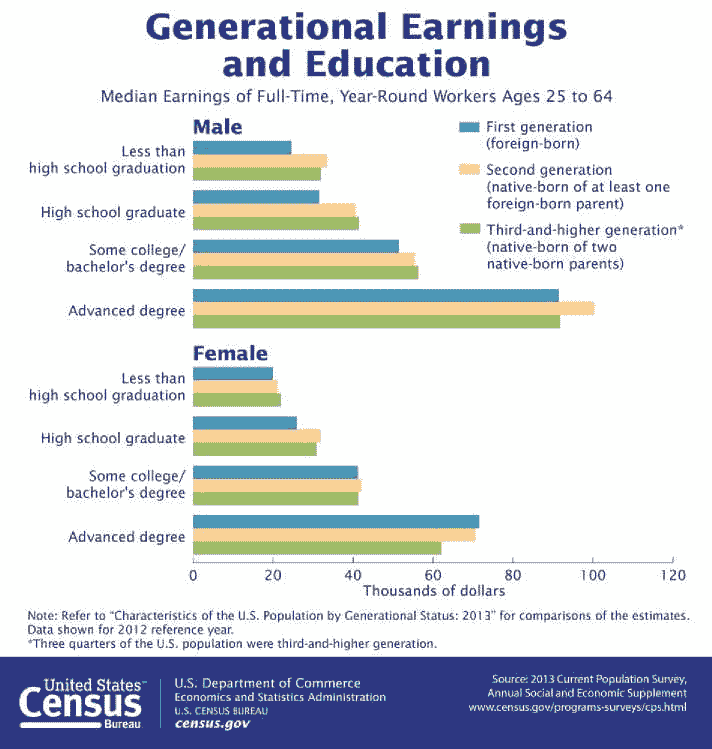 Generational Earnings
and Education
Median Earnings of Full-Time, Year-Round Workers Ages 25 to 64
Male
First generation
(foreign-born)
Second generation
(native-born of at least one
foreign-born parent)
Third-and-higher generation*
(native-born of two
native-born parents)
Less than
high school graduation
High school graduate
Some college/
bachelor's degree
Advanced degree
Female
Less than
high school graduation
High school graduate
Some college/
bachelor's degree
Advanced degree
0 20 40 60 80 100 120
Thousands of dollars
Note: Refer to “Characteristics of the U.S. Population by Generational Status: 2013” for comparisons of the estimates.
Data shown for 2012 reference year.
*Three quarters of the U.S. population were third-and-higher generation.
United States™
Census
Bureau
U.S. Department of Commerce
Economics and Statistics Administration
U.S. CENSUS BUREAU
census.gov
Source: 2013 Current Population Survey,
Annual Social and Economic Supplement
www.census.gov/programs-surveys/cps.html